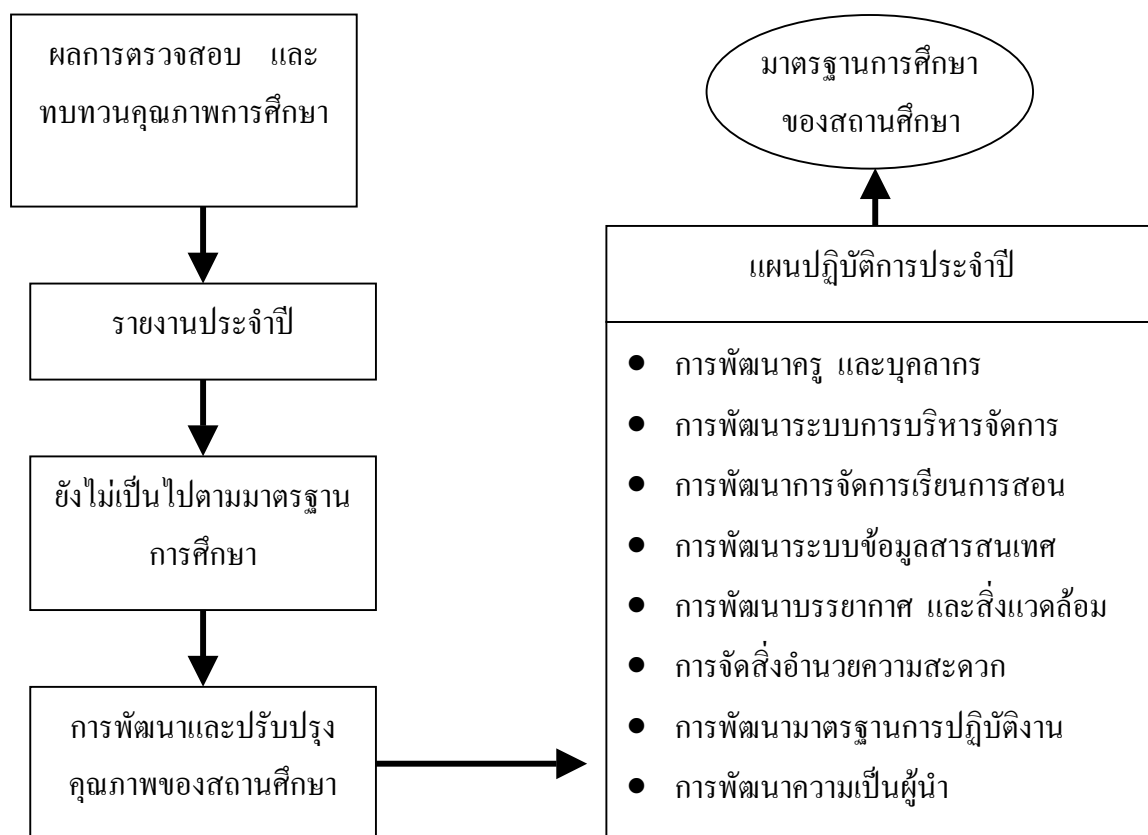 ผลการตรวจสอบ และ
ทบทวนคุณภาพการศึกษา
รายงานประจำปี
ยังไม่เป็นไปตามมาตรฐาน
การศึกษา
การพัฒนาและปรับปรุง
คุณภาพของสถานศึกษา
มาตรฐานการศึกษา
ของสถานศึกษา
แผนปฏิบัติการประจำปี
● การพัฒนาครู และบุคลากร
● การพัฒนาระบบการบริหารจัดการ
● การพัฒนาการจัดการเรียนการสอน
● การพัฒนาระบบข้อมูลสารสนเทศ
● การพัฒนาบรรยากาศ และสิ่งแวดล้อม
● การจัดสิ่งอำนวยความสะดวก
● การพัฒนามาตรฐานการปฏิบัติงาน
● การพัฒนาความเป็นผู้นำ